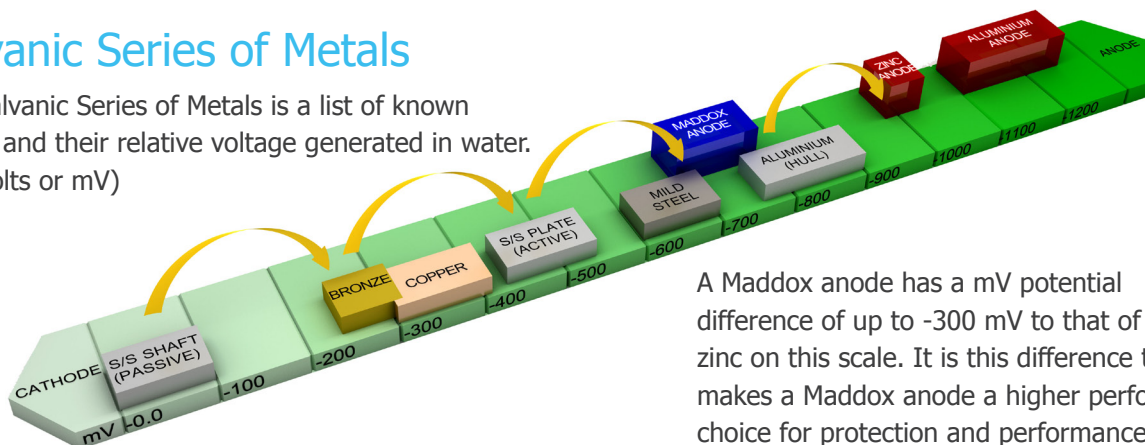 vanic Series of Metals
lvanic Series of Metals is a list of known
and their relative voltage generated in water.
olts or mV)
CATHODE
S/S SHAFT
(PASSIVE)
BRONZE
COPPER
S/S PLATE
(ACTIVE)
MILD
STEEL
MADDOX
ANODE
ALUMINIUM
(HULL)
ZINC
ANODE
ALUMINIUM
ANODE
ANODE
mV
-0.0
-100
-200
-300
-400
-500
-600
-700
-800
-900
-1000
-1100
-1200
A Maddox anode has a mV potential
difference of up to -300 mV to that of
zinc on this scale. It is this difference t
makes a Maddox anode a higher perfo
choice for protection and performance